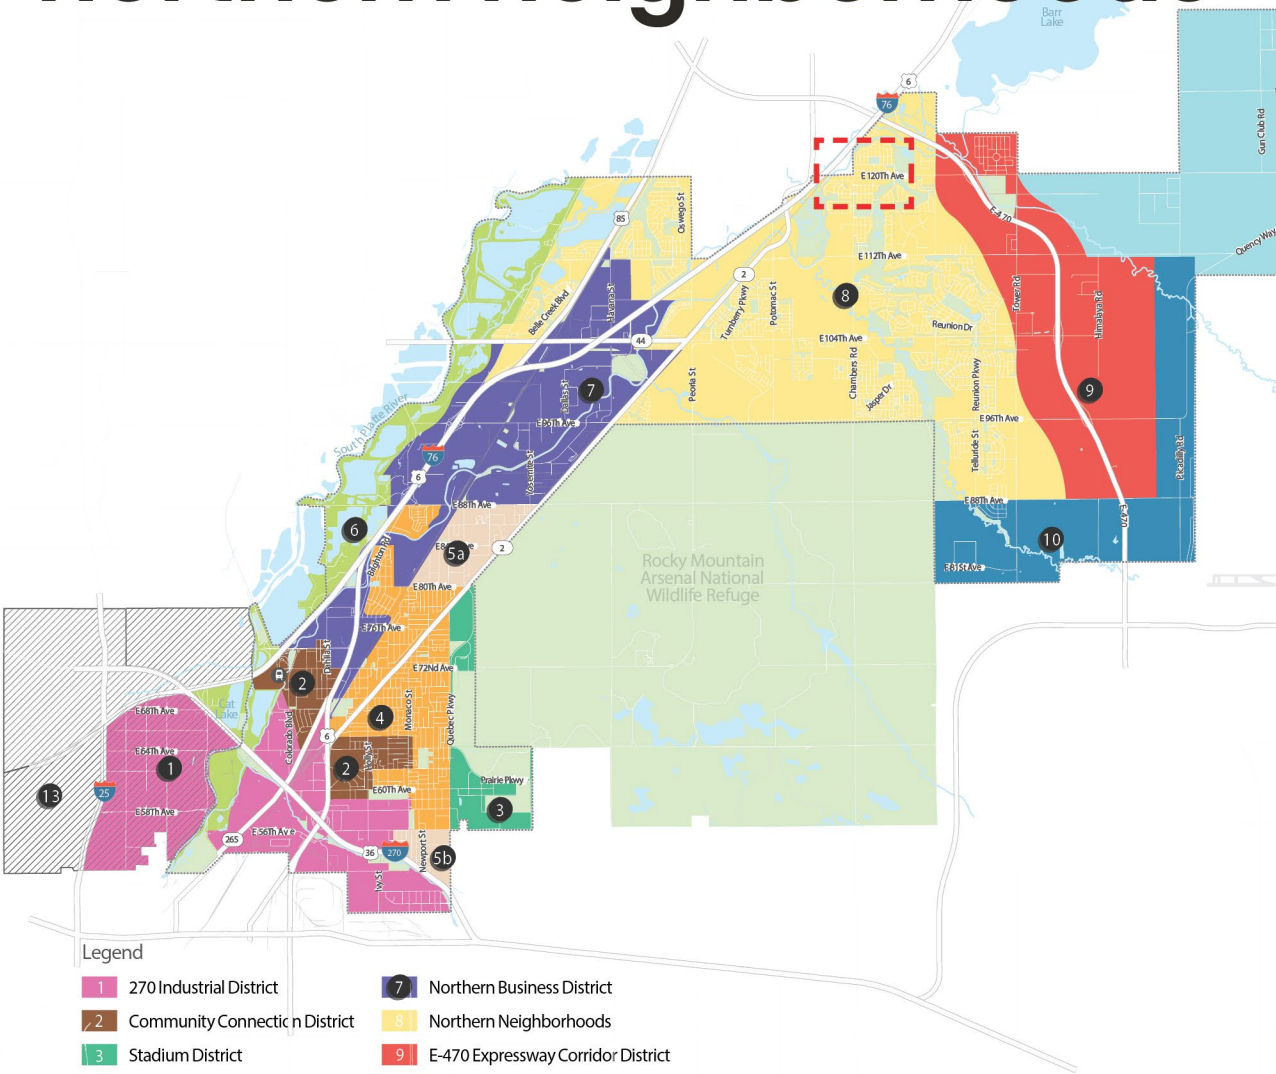 Northern Neighborhoods
Barr
Lake
6
76
Gun Club Rd
E 120Th Ave
Oswego St
85
E-470
Quency Way
E 112Th Ave
2
8
Tower Rd
Himalya Rd
Havana St
Belle Creek Blvd
Turnberry Pkwy
Potomac St
Reunion Dr
E 104Th Ave
44
Chambers Rd
Peoria St
Reunion Pkwy
Jasper Dr
7
9
Dallas St
South Platte River
E 96Th Ave
E 96Th Ave
Telluride St
Picadilly Rd
76
6
Yosemite St
E 88Th Ave
E 88Th Ave
E-470
6
5a
2
10
Brighton Rd
Rocky Mountain
Arsenal National
Wildlife Refuge
E 81St Ave
E 80Th Ave
E 76Th Ave
Dahlia St
E 72Nd Ave
2
Cat
Lake
E 68Th Ave
4
Monaco St
Quebec Pkwy
Colorado Blvd
6
E 64Th Ave
1
2
Prairie Pkwy
13
25
E 60Th Ave
3
E 58Th Ave
265
E 56Th Ave
36
270
Newport St
5b
Ivy St
Legend
1 270 Industrial District
2 Community Connection District
3 Stadium District
7 Northern Business District
8 Northern Neighborhoods
9 E-470 Expressway Corridor District